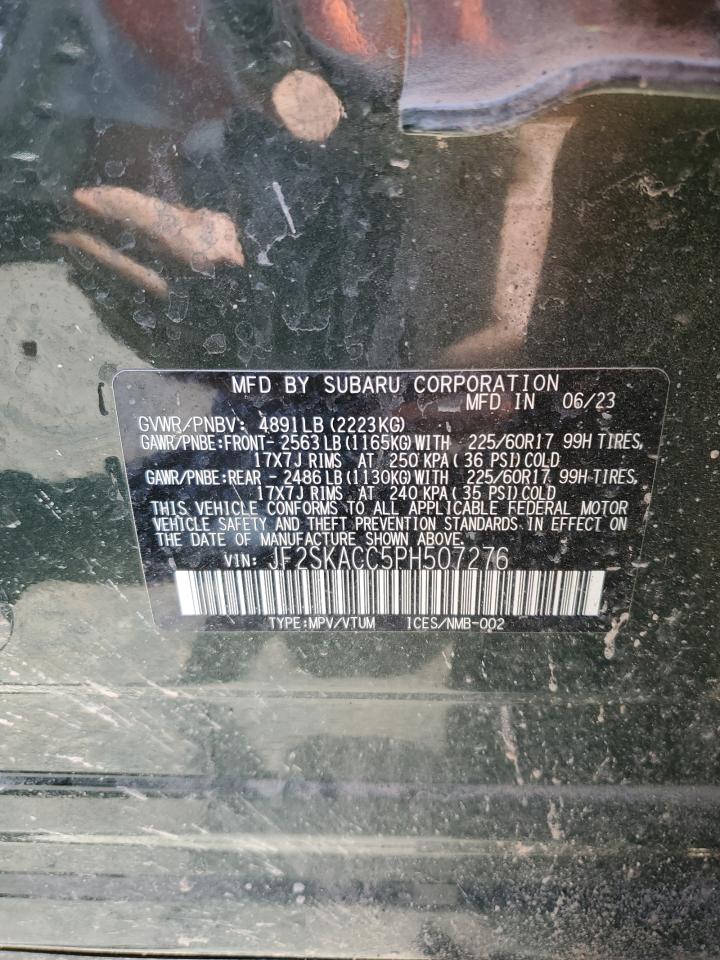 MFD BY SUBARU CORPORATION
MFD IN 06/23
GVWR/PNBV: 4891LB (2223KG)
GAWR/PNBE:FRONT- 2563LB (1165KG) WITH 225/60R17 99H TIRES,
17X7J RIMS AT 250 KPA (36 PSI) COLD
GAWR/PNBE:REAR - 2486LB (1130KG) WITH 225/60R17 99H TIRES,
17X7J RIMS AT 240 KPA (35 PSI) COLD
THIS VEHICLE CONFORMS TO ALL APPLICABLE FEDERAL MOTOR
VEHICLE SAFETY AND THEFT PREVENTION STANDARDS IN EFFECT ON
THE DATE OF MANUFACTURE SHOWN ABOVE.
VIN: JF2SKACC5PH507276
TYPE:MPV/VTUM ICES/NMB-002